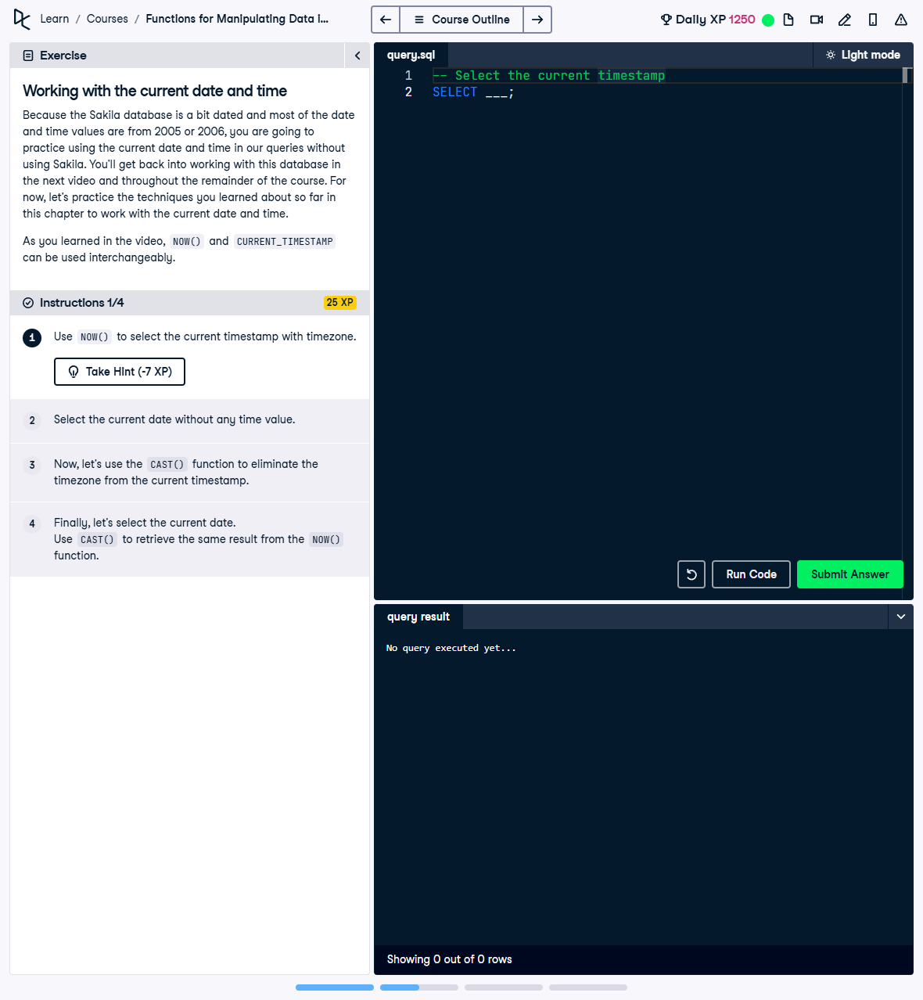 Learn / Courses / Functions for Manipulating Data i...
Course Outline
Daily XP 1250
Exercise
Working with the current date and time
Because the Sakila database is a bit dated and most of the date
and time values are from 2005 or 2006, you are going to
practice using the current date and time in our queries without
using Sakila. You'll get back into working with this database in
the next video and throughout the remainder of the course. For
now, let's practice the techniques you learned about so far in
this chapter to work with the current date and time.
As you learned in the video, NOW() and CURRENT_TIMESTAMP
can be used interchangeably.
Instructions 1/4
25 XP
1 Use NOW() to select the current timestamp with timezone.
Take Hint (-7 XP)
2 Select the current date without any time value.
3 Now, let's use the CAST() function to eliminate the
timezone from the current timestamp.
4 Finally, let's select the current date.
Use CAST() to retrieve the same result from the NOW()
function.
query.sql
Light mode
1 -- Select the current timestamp
2 SELECT ___;
Run Code
Submit Answer
query result
No query executed yet...
Showing 0 out of 0 rows